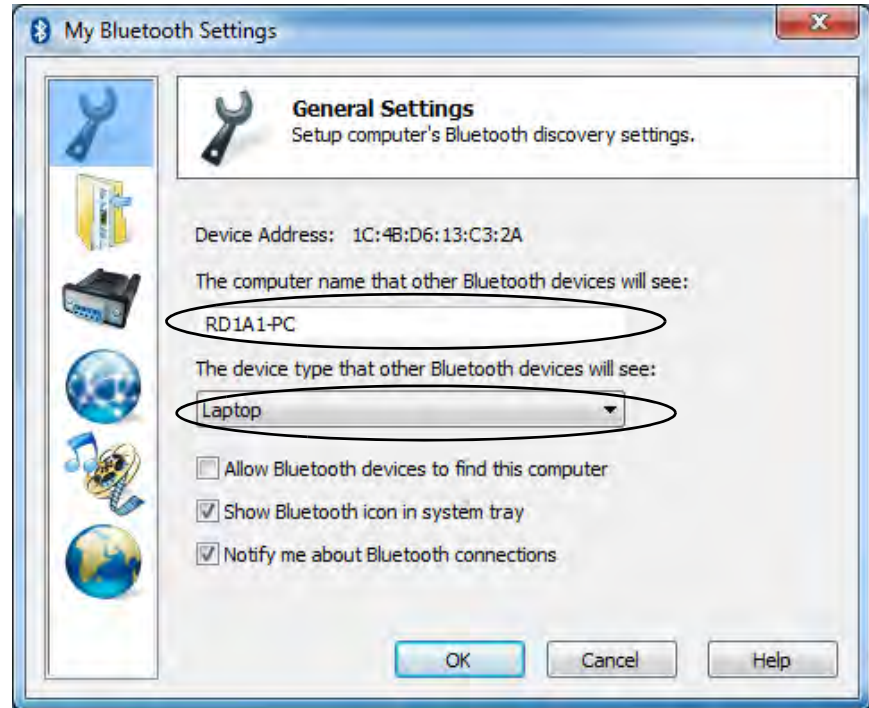 My Bluetooth Settings
General Settings
Setup computer's Bluetooth discovery settings.
Device Address: 1C:4B:D6:13:C3:2A
The computer name that other Bluetooth devices will see:
RD1A1-PC
The device type that other Bluetooth devices will see:
Laptop
Allow Bluetooth devices to find this computer
Show Bluetooth icon in system tray
Notify me about Bluetooth connections
OK Cancel Help